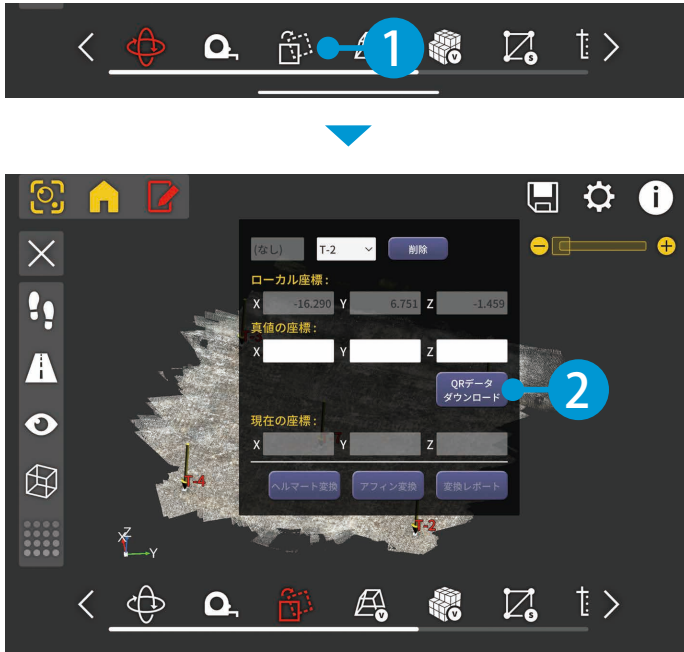 1
V
S
(なし) T-2 削除
ローカル座標:
X -16.290 Y 6.751 Z -1.459
真値の座標:
X Y Z
QRデータ
ダウンロード
2
現在の座標:
X Y Z
ヘルマート変換 アフィン変換 変換レポート
T-4
T-2
Z
X
Y
V
V
S